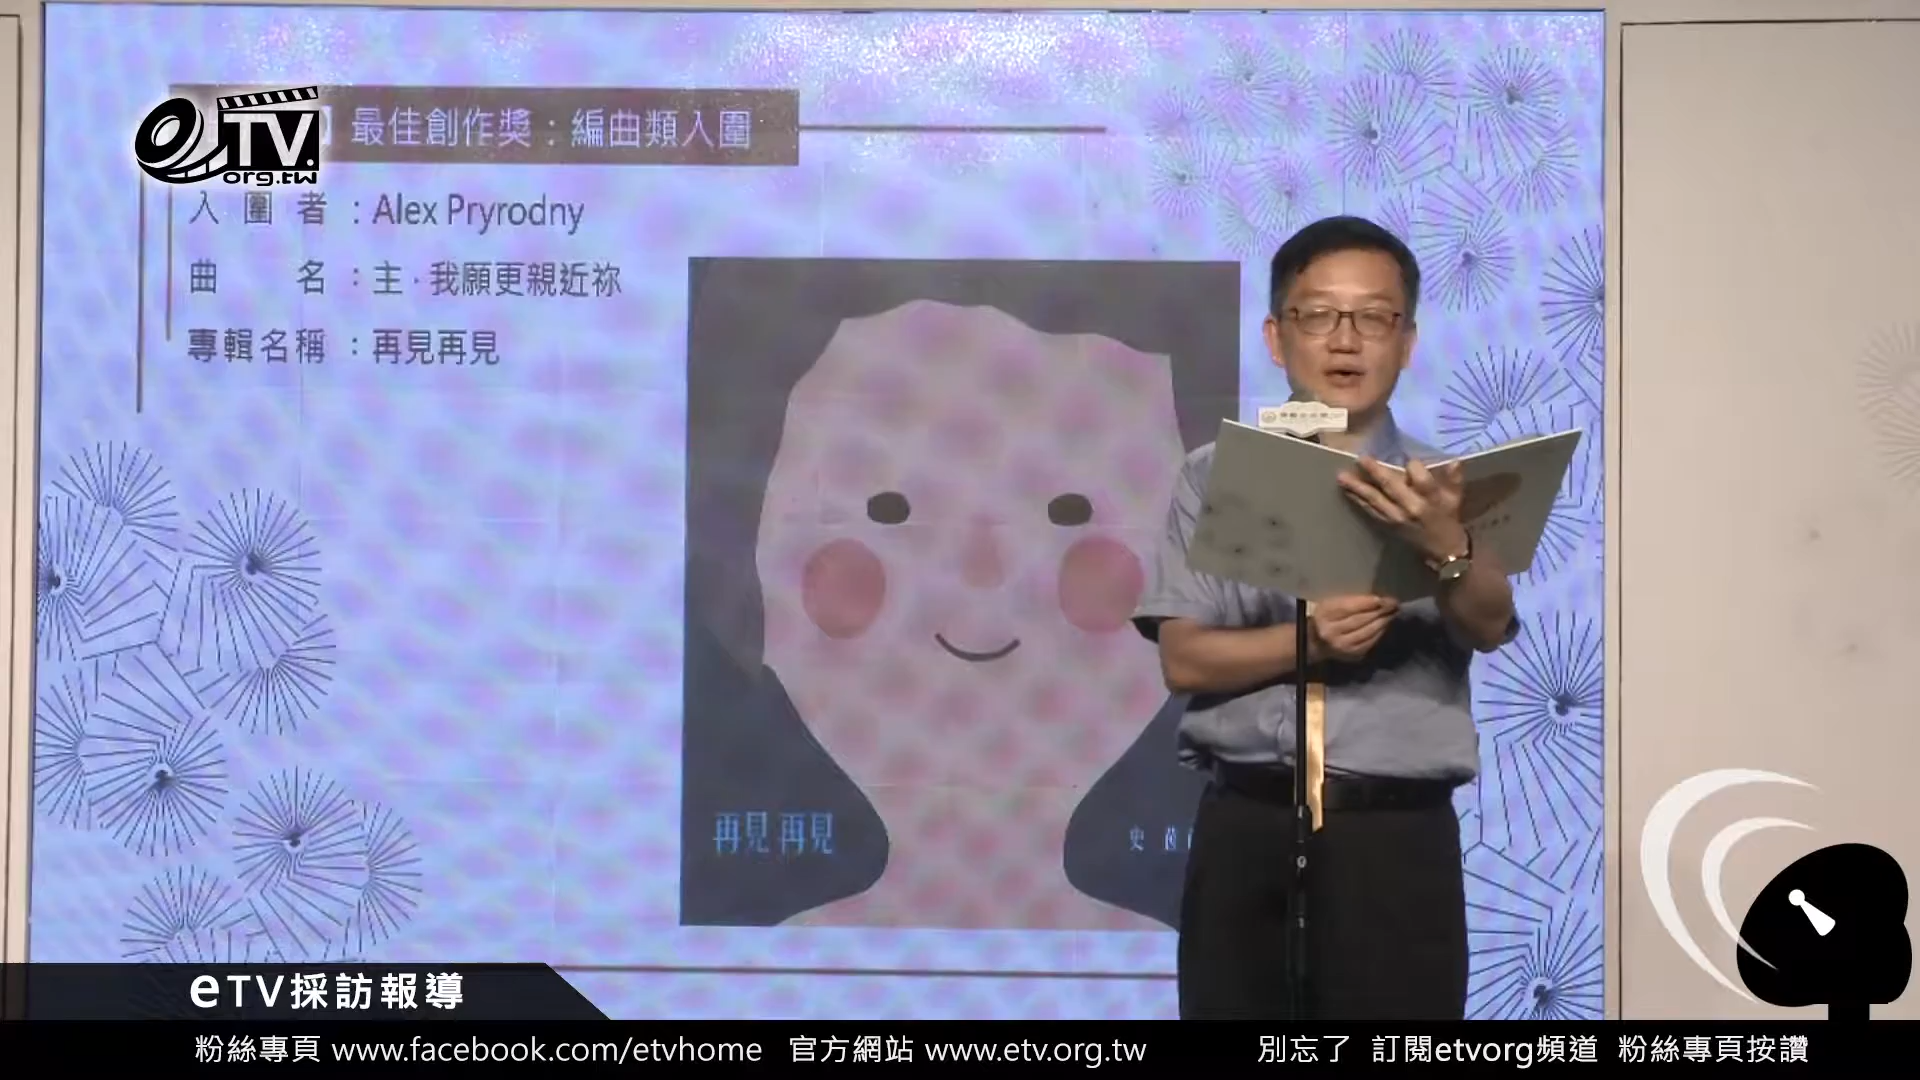 eTV.
org.tw
】最佳創作獎：編曲類入圍
入圍者：Alex Pryrodny
曲名：主·我願更親近祢
專輯名稱：再見再見
再見 再見
史 茵
eTV採訪報導
粉絲專頁 www.facebook.com/etvhome 官方網站 www.etv.org.tw 別忘了 訂閱etvorg頻道 粉絲專頁按讚